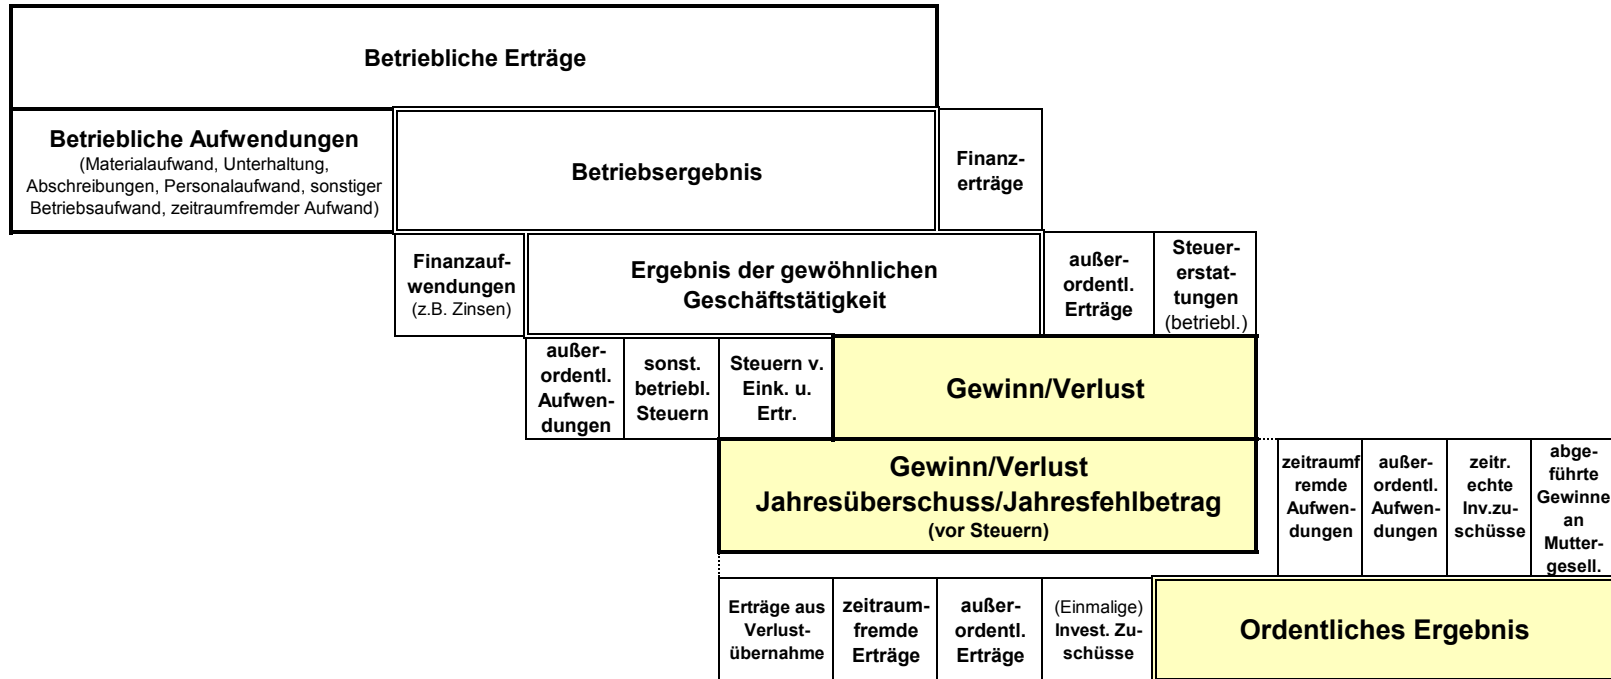 Betriebliche Erträge
Betriebliche Aufwendungen
(Materialaufwand, Unterhaltung,
Abschreibungen, Personalaufwand, sonstiger
Betriebsaufwand, zeitraumfremder Aufwand)
Betriebsergebnis
Finanz-
erträge
Finanzauf-
wendungen
(z.B. Zinsen)
Ergebnis der gewöhnlichen
Geschäftstätigkeit
außer-
ordentl.
Erträge
Steuer-
erstat-
tungen
(betriebl.)
außer-
ordentl.
Aufwen-
dungen
sonst.
betriebl.
Steuern
Steuern v.
Eink. u.
Ertr.
Gewinn/Verlust
Gewinn/Verlust
Jahresüberschuss/Jahresfehlbetrag
(vor Steuern)
zeitraumf
remde
Aufwen-
dungen
außer-
ordentl.
Aufwen-
dungen
zeitr.
echte
Inv.zu-
schüsse
abge-
führte
Gewinne
an
Mutter-
gesell.
Erträge aus
Verlust-
übernahme
zeitraum-
fremde
Erträge
außer-
ordentl.
Erträge
(Einmalige)
Invest. Zu-
schüsse
Ordentliches Ergebnis